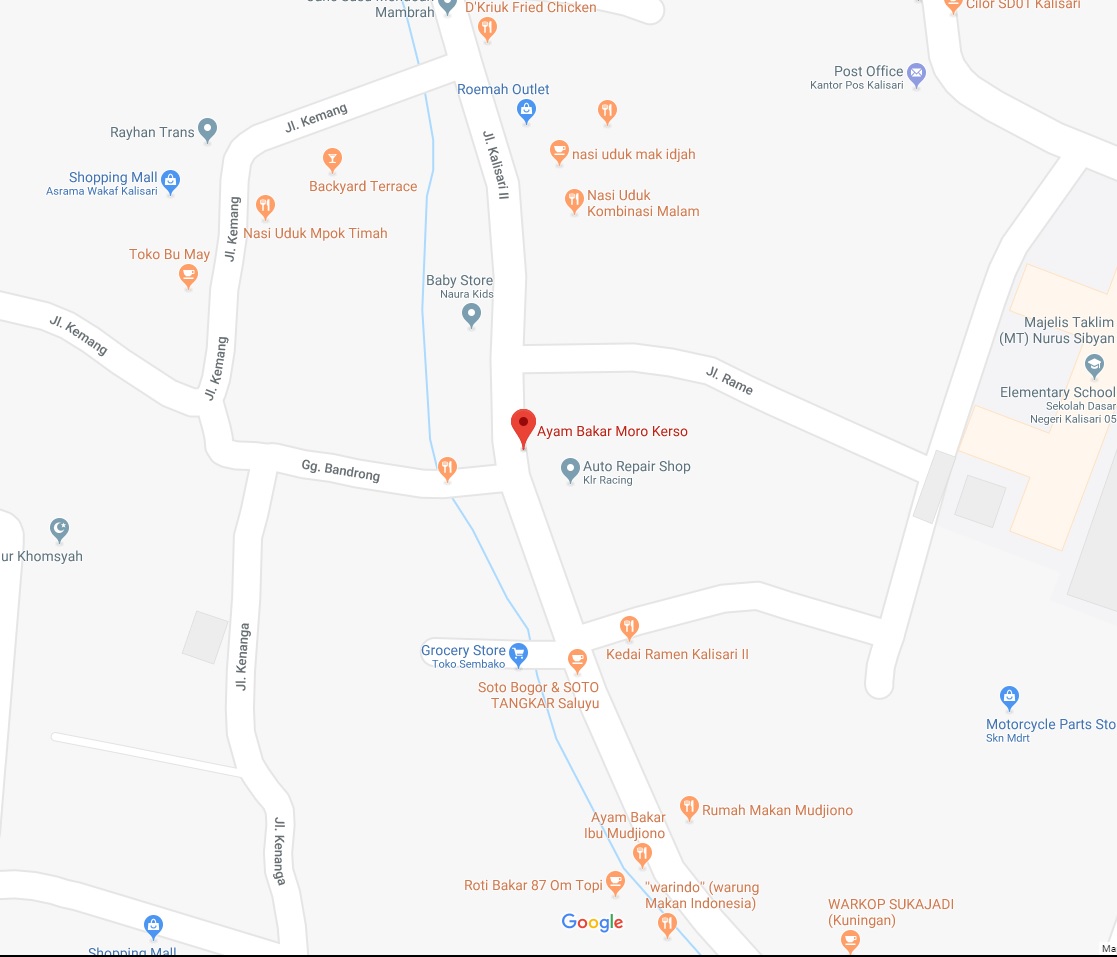 Mambrah
D'Kriuk Fried Chicken
Cilor SD01 Kalisari
Post Office
Kantor Pos Kalisari
Roemah Outlet
Jl. Kemang
Rayhan Trans
Jl. Kalisari II
nasi uduk mak idjah
Shopping Mall
Asrama Wakaf Kalisari
Backyard Terrace
Nasi Uduk
Kombinasi Malam
Jl. Kemang
Nasi Uduk Mpok Timah
Toko Bu May
Baby Store
Naura Kids
Jl. Kemang
Jl. Kemang
Majelis Taklim
(MT) Nurus Sibyan
Jl. Rame
Elementary School
Sekolah Dasar
Negeri Kalisari 05
Ayam Bakar Moro Kerso
Gg. Bandrong
Auto Repair Shop
Klr Racing
ur Khomsyah
Jl. Kenanga
Grocery Store
Toko Sembako
Kedai Ramen Kalisari II
Soto Bogor & SOTO
TANGKAR Saluyu
Motorcycle Parts Sto
Skn Mdrt
Rumah Makan Mudjiono
Ayam Bakar
Ibu Mudjiono
Jl. Kenanga
Roti Bakar 87 Om Topi
"warindo" (warung
Makan Indonesia)
WARKOP SUKAJADI
(Kuningan)
Google
Shopping Mall
Ma